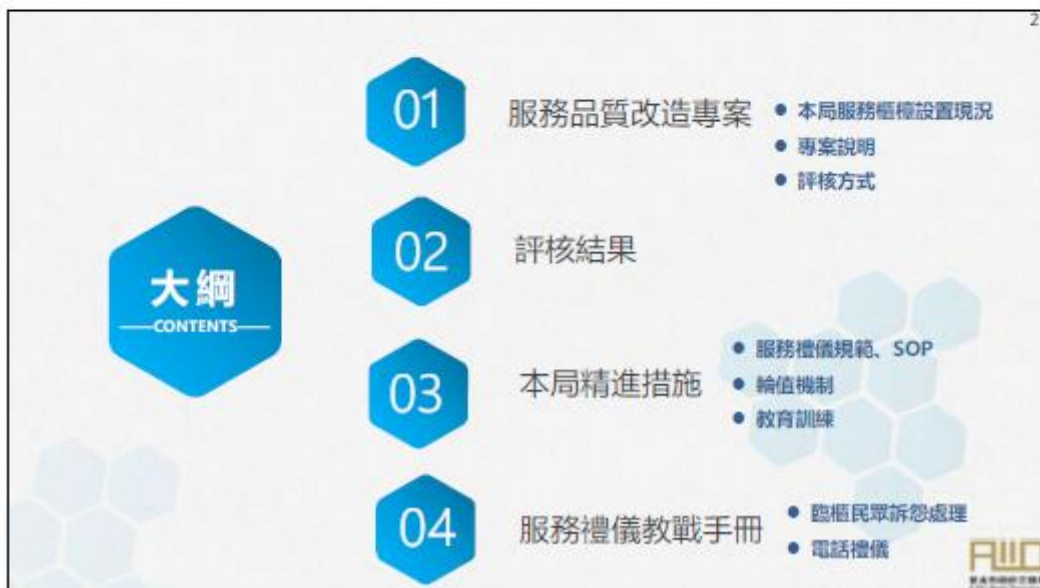 2
大綱
CONTENTS
01
服務品質改造專案
● 本局服務櫃檯設置現況
● 專案說明
● 評核方式
02
評核結果
03
本局精進措施
● 服務禮儀規範、SOP
● 輪值機制
● 教育訓練
04
服務禮儀教戰手冊
● 臨櫃民眾訴怨處理
● 電話禮儀